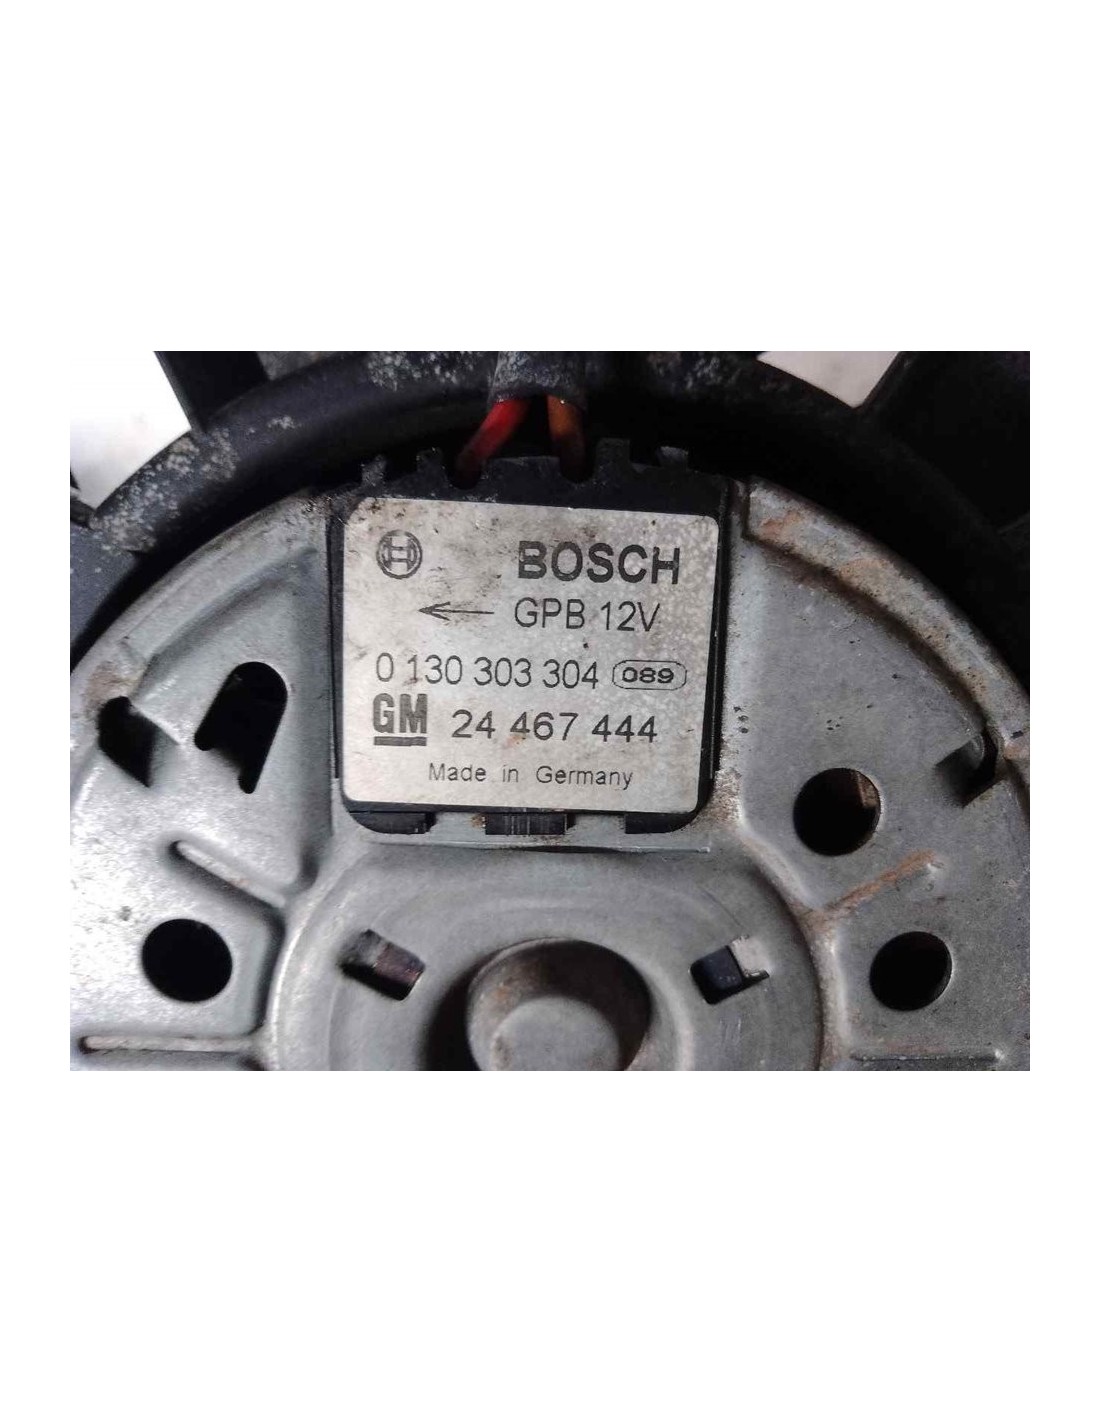 BOSCH
GPB 12V
0 130 303 304 089
GM 24 467 444
Made in Germany